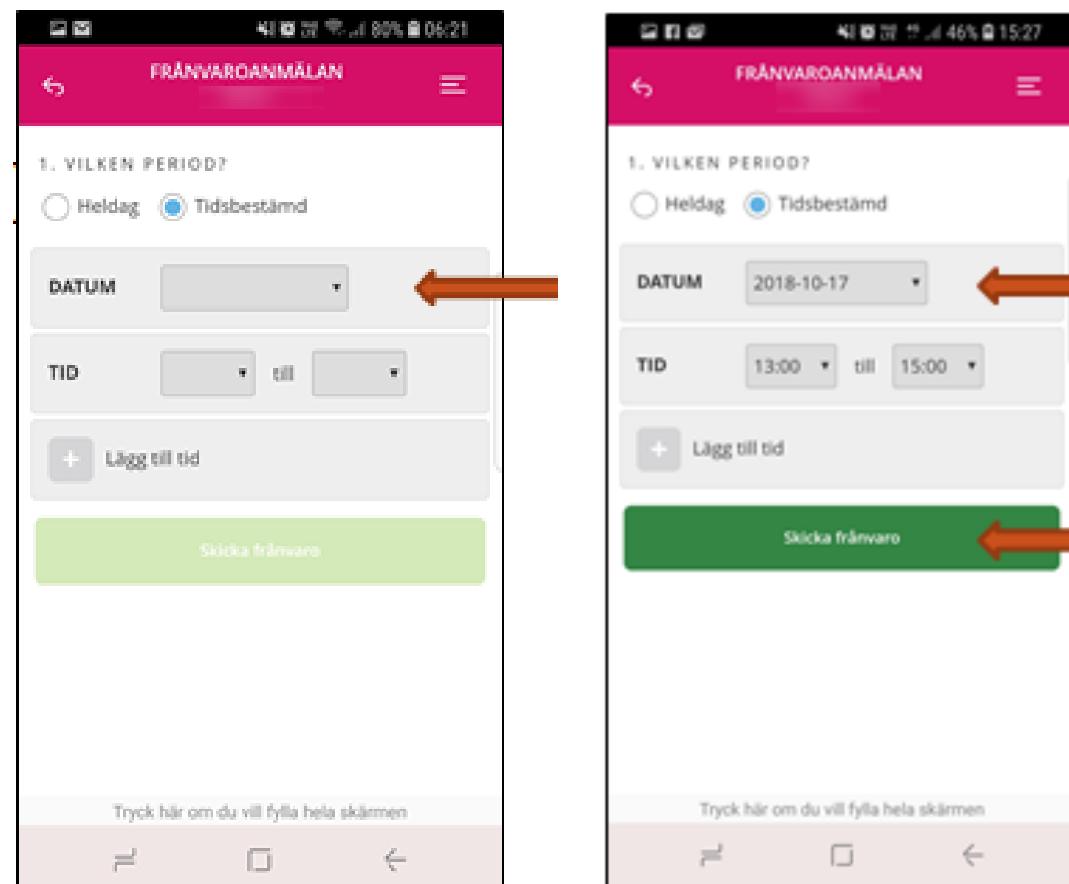 80% 06:21
FRÅNVAROANMÄLAN
1. VILKEN PERIOD?
Heldag Tidsbestämd
DATUM
TID till
+ Lägg till tid
Skicka frånvaro
Tryck här om du vill fylla hela skärmen
46% 15:27
FRÅNVAROANMÄLAN
1. VILKEN PERIOD?
Heldag Tidsbestämd
DATUM 2018-10-17
TID 13:00 till 15:00
+ Lägg till tid
Skicka frånvaro
Tryck här om du vill fylla hela skärmen